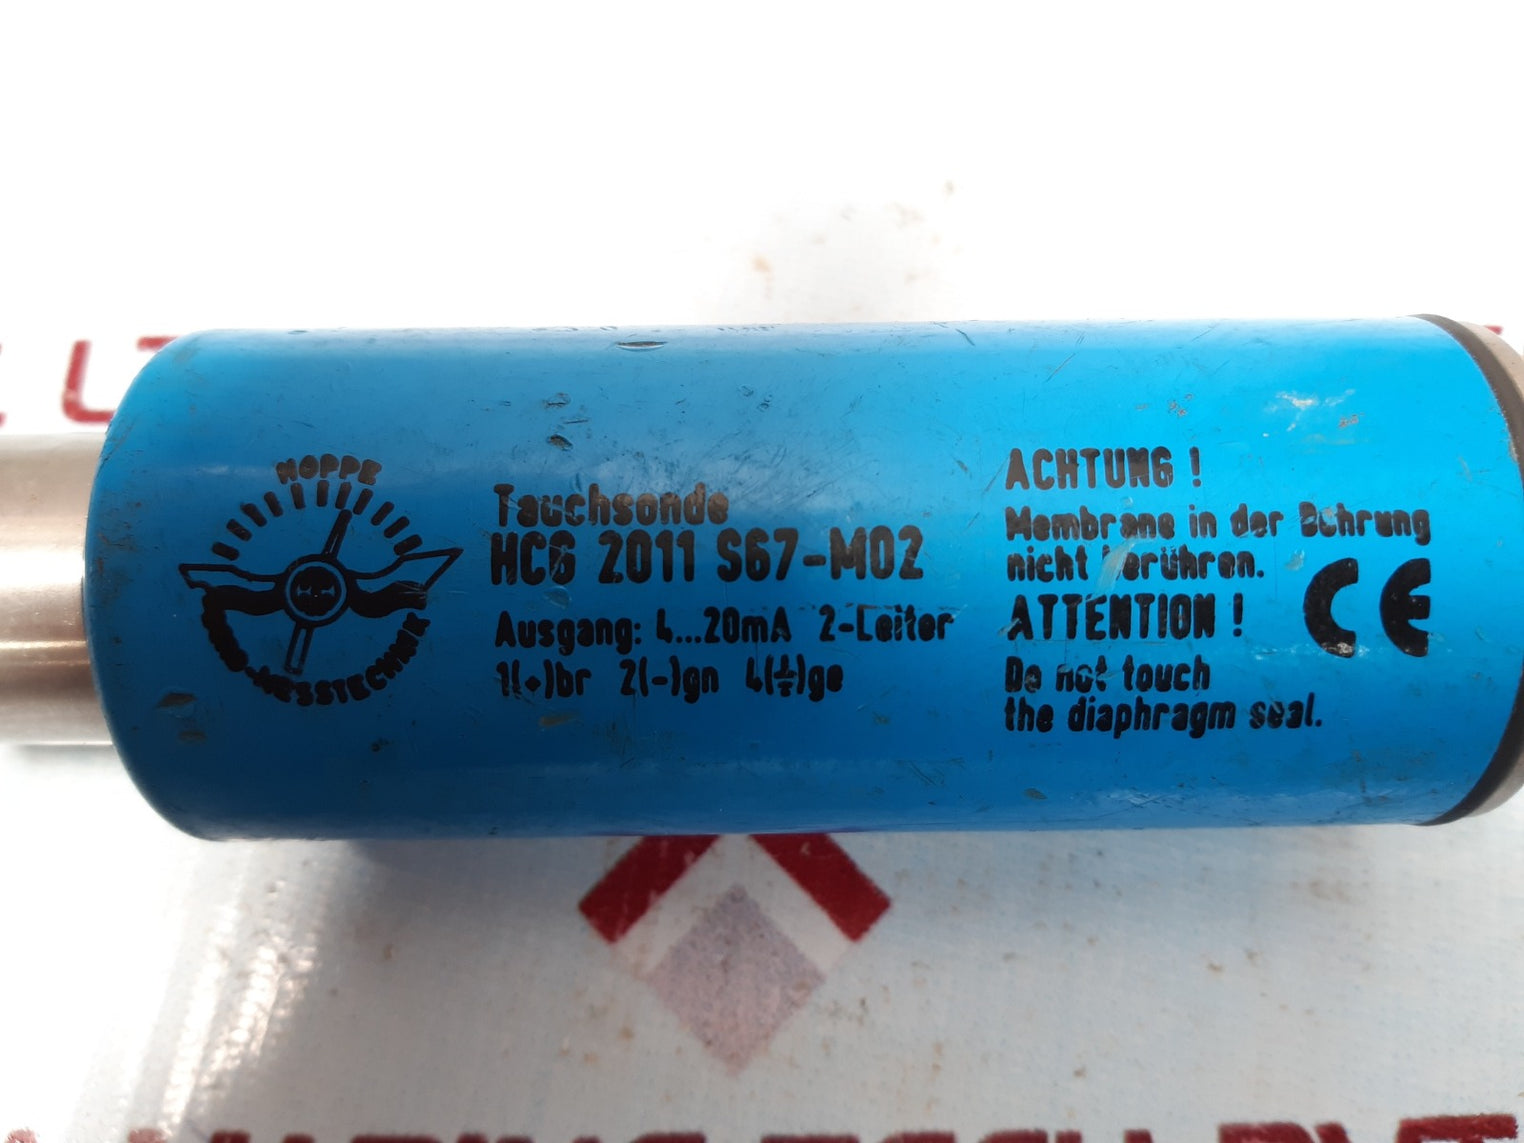 HOPPE
MESSTECHNIK
Tauchsonde
HCG 2011 S67-M02
Ausgang: 4...20mA 2-Leiter
1(+)br 2(-)gn 4(⏚)ge
ACHTUNG !
Membrane in der Bohrung
nicht berühren.
ATTENTION !
Do not touch
the diaphragm seal.
CE